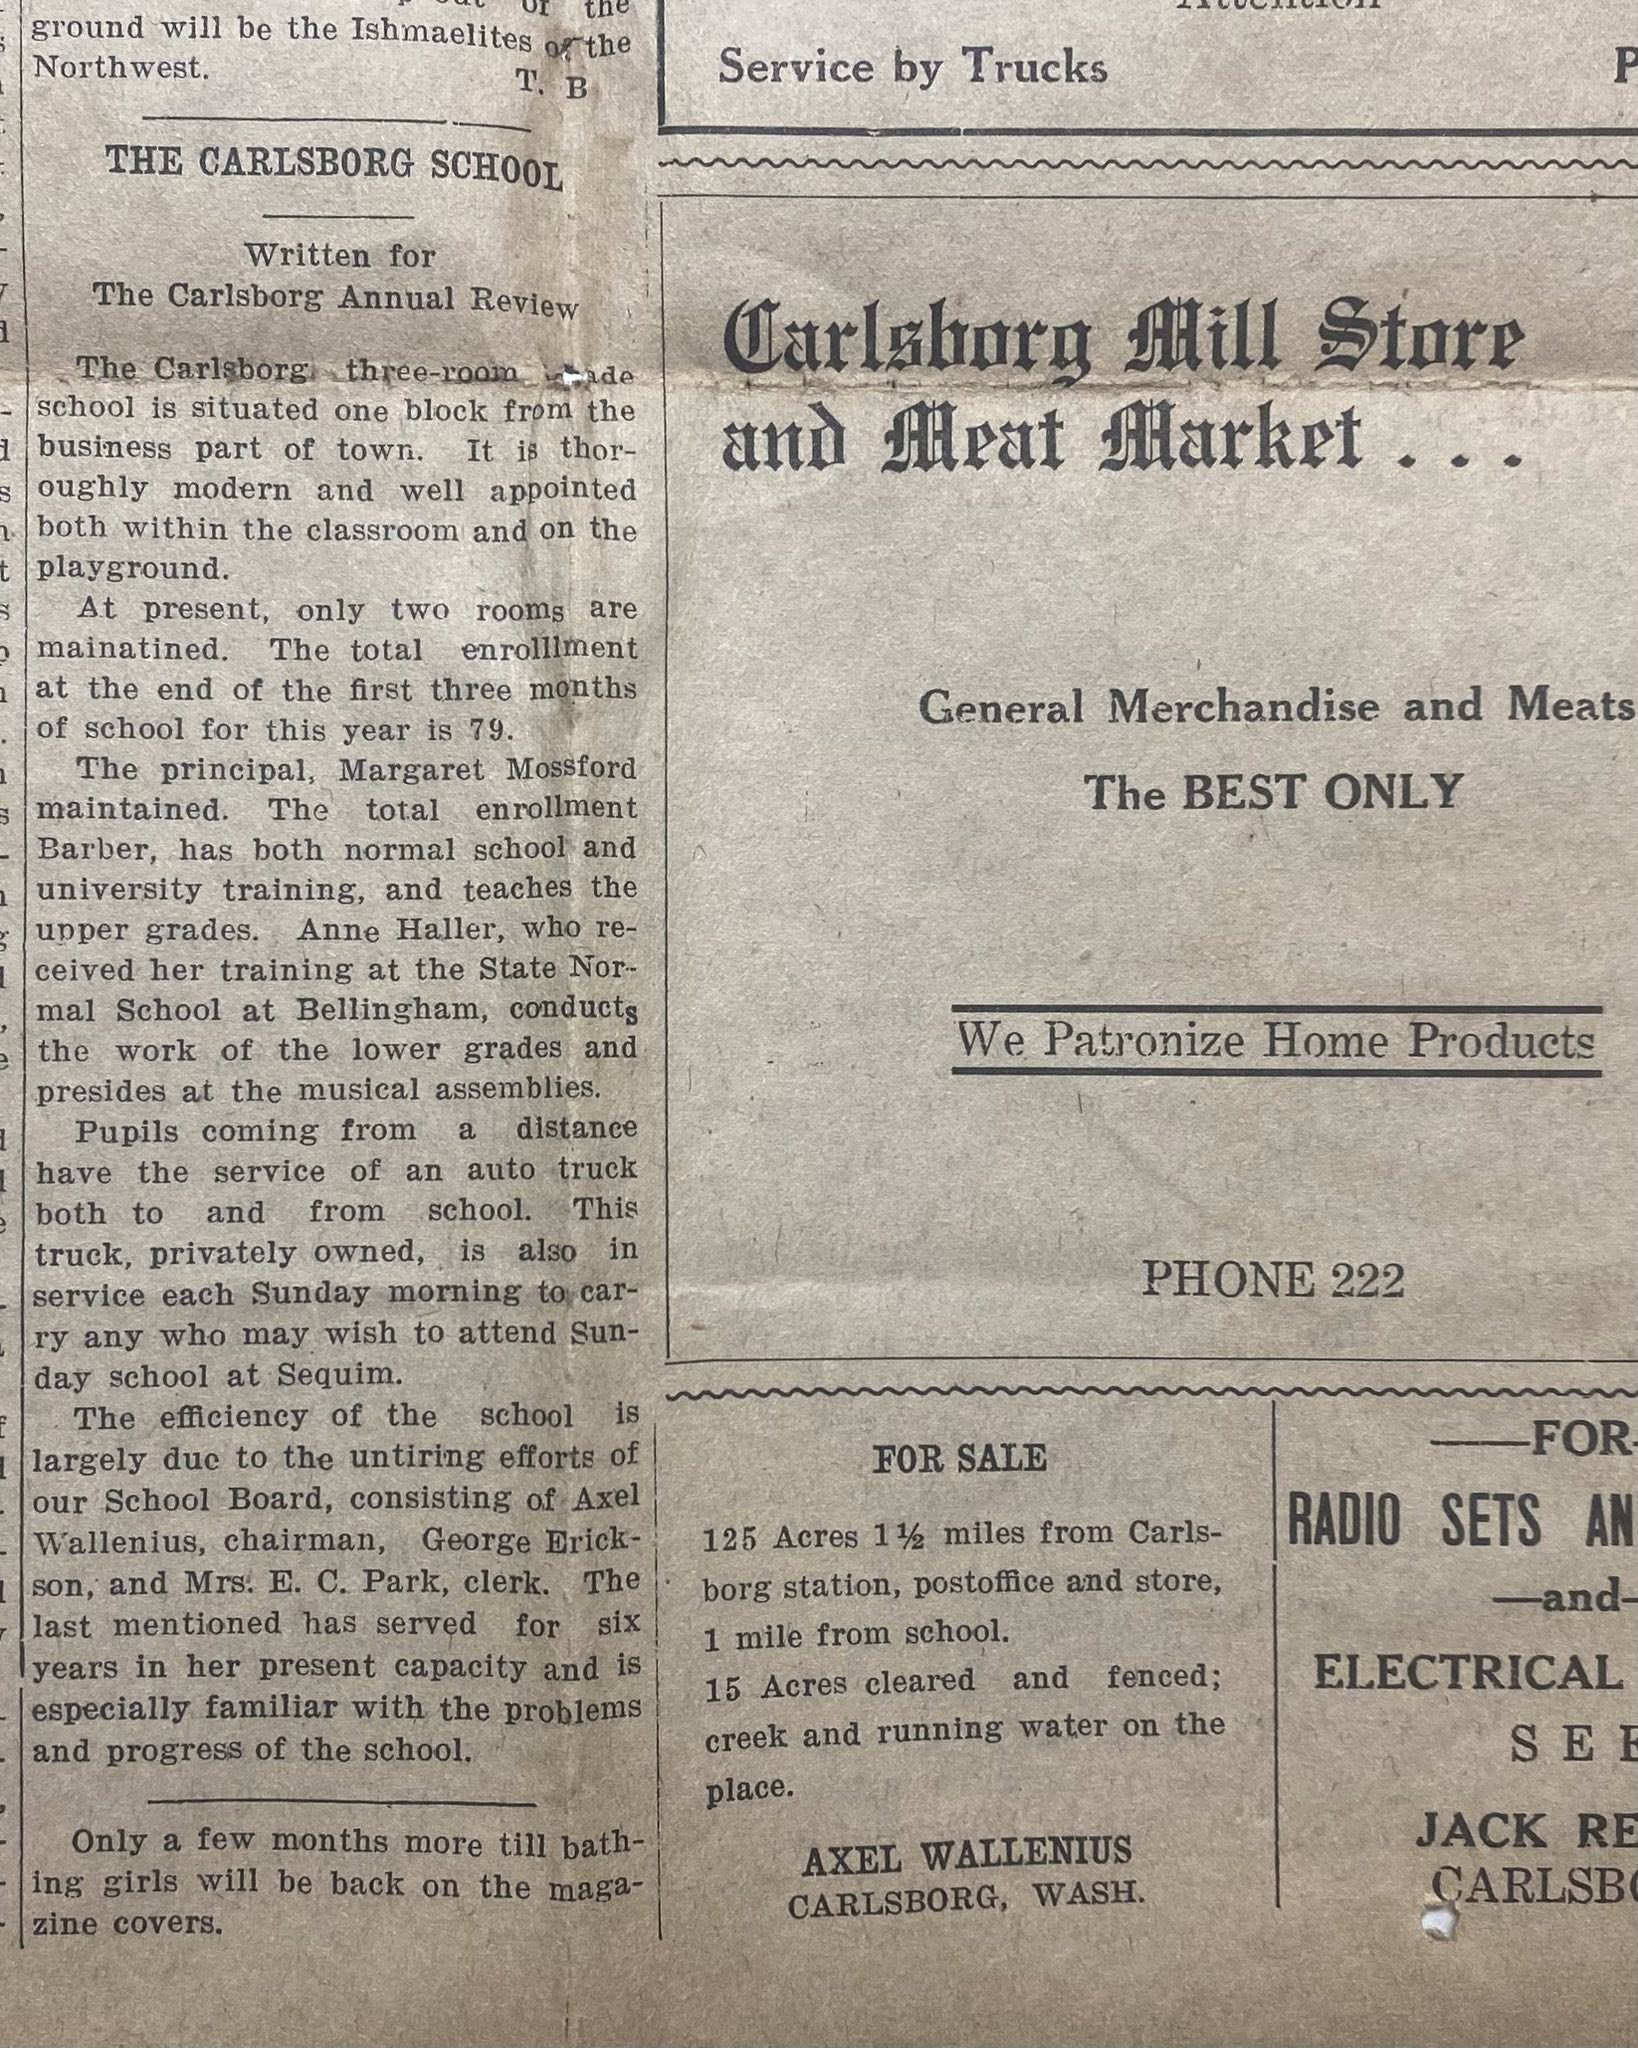 of the
ground will be the Ishmaelites of the
Northwest.
T. B
THE CARLSBORG SCHOOL
Written for
The Carlsborg Annual Review
The Carlsborg three-room
school is situated one block from the
business part of town. It is thor-
oughly modern and well appointed
both within the classroom and on the
playground.
At present, only two rooms are
mainatined. The total enrolllment
at the end of the first three months
of school for this year is 79.
The principal, Margaret Mossford
maintained. The total enrollment
Barber, has both normal school and
university training, and teaches the
upper grades. Anne Haller, who re-
ceived her training at the State Nor-
mal School at Bellingham, conducts
the work of the lower grades and
presides at the musical assemblies.
Pupils coming from a distance
have the service of an auto truck
both to and from school. This
truck, privately owned, is also in
service each Sunday morning to car-
ry any who may wish to attend Sun-
day school at Sequim.
The efficiency of the school is
largely due to the untiring efforts of
our School Board, consisting of Axel
Wallenius, chairman, George Erick-
son, and Mrs. E. C. Park, clerk. The
last mentioned has served for six
years in her present capacity and is
especially familiar with the problems
and progress of the school.
Only a few months more till bath-
ing girls will be back on the maga-
zine covers.
Attention
Service by Trucks
Carlsborg Mill Store
and Meat Market . . .
General Merchandise and Meats
The BEST ONLY
We Patronize Home Products
PHONE 222
FOR SALE
125 Acres 1½ miles from Carls-
borg station, postoffice and store,
1 mile from school.
15 Acres cleared and fenced;
creek and running water on the
place.
AXEL WALLENIUS
CARLSBORG, WASH.
—FOR—
RADIO SETS AN
—and—
ELECTRICAL
SEE
JACK RE
CARLSBO